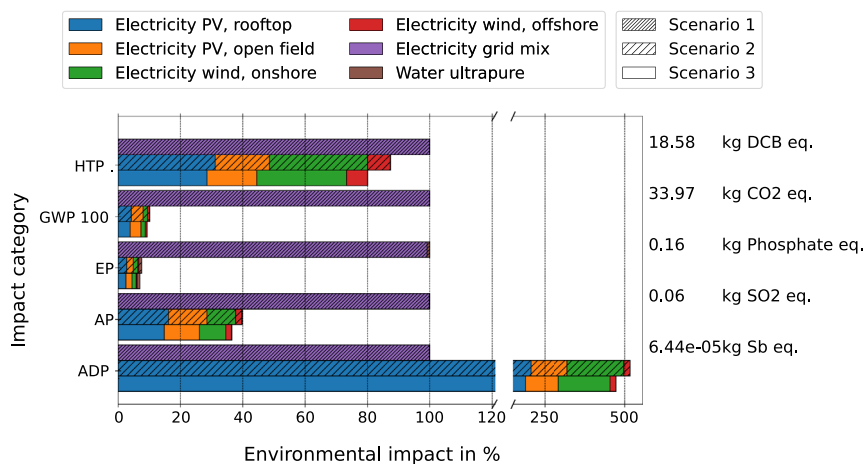 Electricity PV, rooftop
Electricity PV, open field
Electricity wind, onshore
Electricity wind, offshore
Electricity grid mix
Water ultrapure
Scenario 1
Scenario 2
Scenario 3
Impact category
HTP .
GWP 100
EP
AP
ADP
18.58 kg DCB eq.
33.97 kg CO2 eq.
0.16 kg Phosphate eq.
0.06 kg SO2 eq.
6.44e-05kg Sb eq.
0 20 40 60 80 100 120 250 500
Environmental impact in %